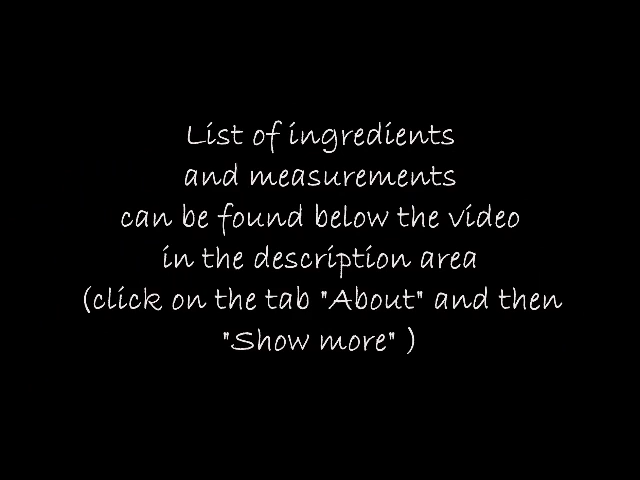 List of ingredients
and measurements
can be found below the video
in the description area
(click on the tab "About" and then
"Show more" )